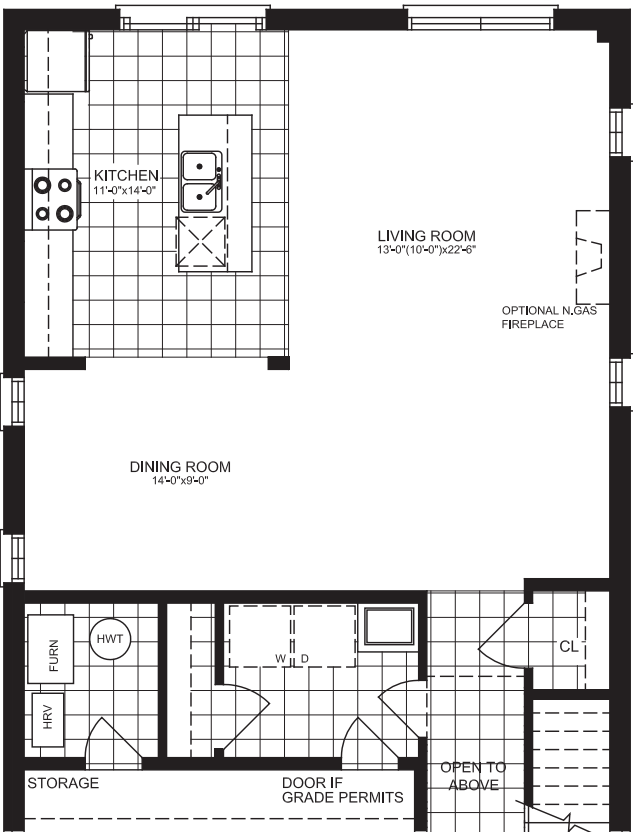 KITCHEN
11'-0"x14'-0"
LIVING ROOM
13'-0"(10'-0")x22'-6"
OPTIONAL N.GAS
FIREPLACE
DINING ROOM
14'-0"x9'-0"
FURN
HWT
W D
CL
HRV
STORAGE
DOOR IF
GRADE PERMITS
OPEN TO
ABOVE